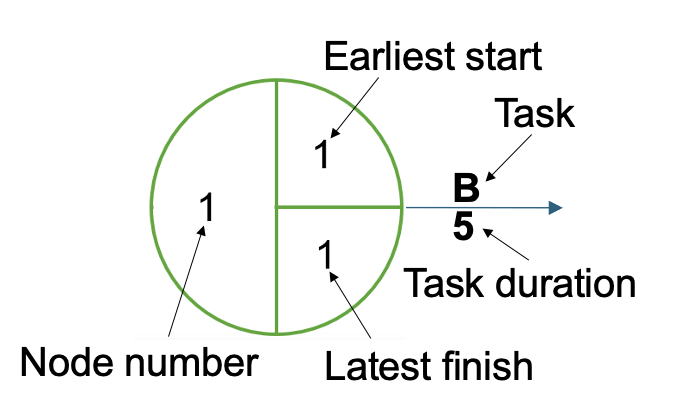 Earliest start
Task
1
B
1
5
1
Task duration
Node number
Latest finish